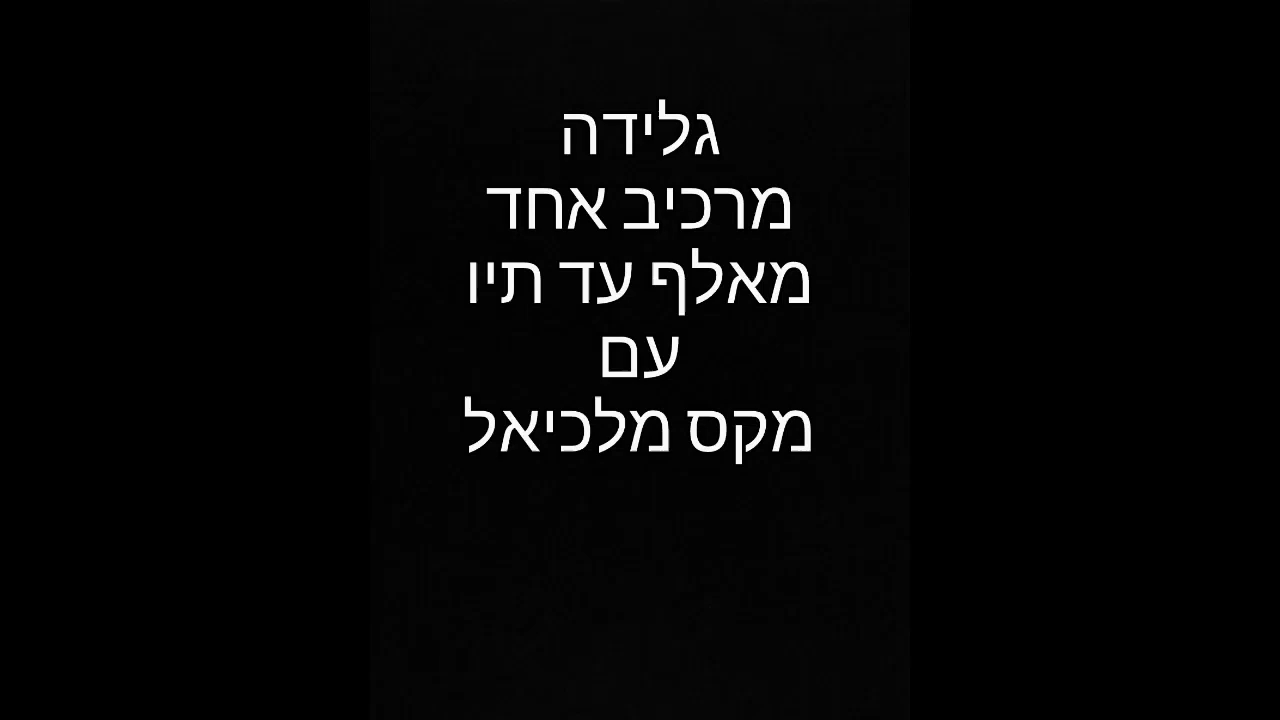 גלידה
מרכיב אחד
מאלף עד תיו
עם
מקס מלכיאל